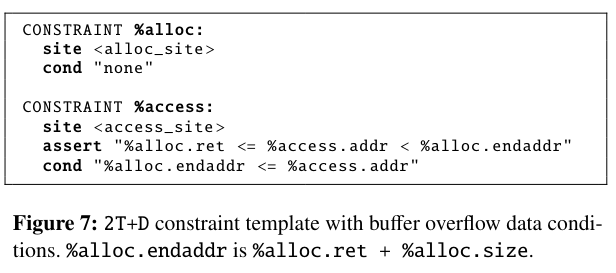 CONSTRAINT %alloc:
site <alloc_site>
cond "none"
CONSTRAINT %access:
site <access_site>
assert "%alloc.ret <= %access.addr < %alloc.endaddr"
cond "%alloc.endaddr <= %access.addr"
Figure 7: 2T+D constraint template with buffer overflow data condi-
tions. %alloc.endaddr is %alloc.ret + %alloc.size.